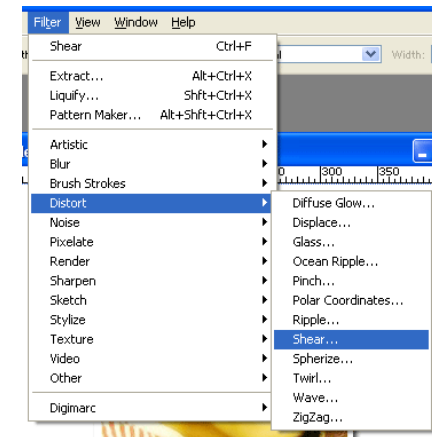 Filter View Window Help
Shear Ctrl+F
Width:
Extract... Alt+Ctrl+X
Liquify... Shft+Ctrl+X
Pattern Maker... Alt+Shft+Ctrl+X
Artistic
Blur
300 350
Brush Strokes
Distort
Noise
Pixelate
Render
Sharpen
Sketch
Stylize
Texture
Video
Other
Digimarc
Diffuse Glow...
Displace...
Glass...
Ocean Ripple...
Pinch...
Polar Coordinates...
Ripple...
Shear...
Spherize...
Twirl...
Wave...
ZigZag...